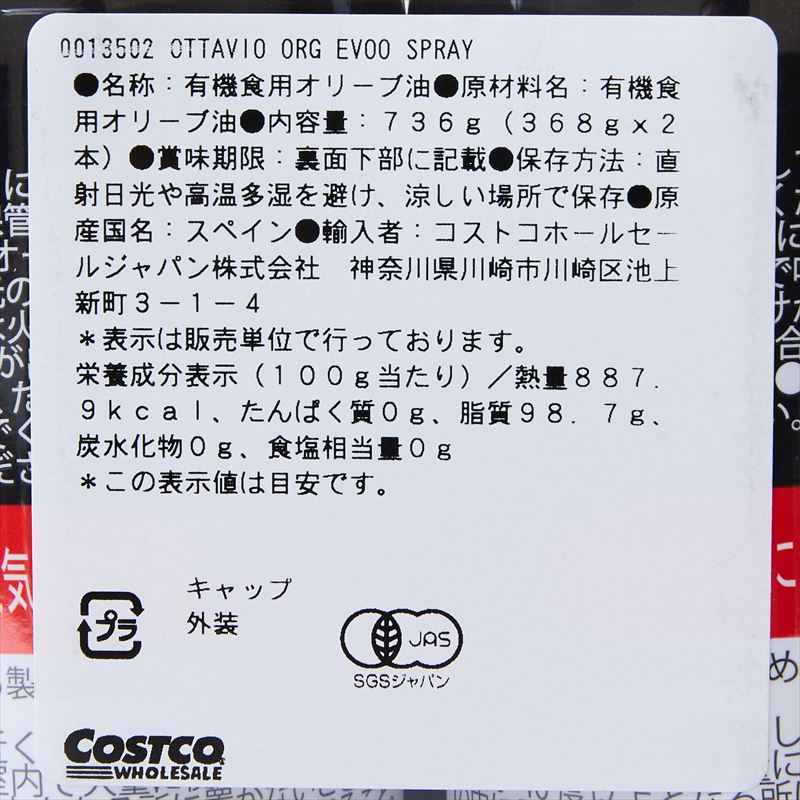 0013502 OTTAVIO ORG EVOO SPRAY
●名称：有機食用オリーブ油●原材料名：有機食
用オリーブ油●内容量：７３６ｇ（３６８ｇｘ２
本）●賞味期限：裏面下部に記載●保存方法：直
射日光や高温多湿を避け、涼しい場所で保存●原
産国名：スペイン●輸入者：コストコホールセー
ルジャパン株式会社　神奈川県川崎市川崎区池上
新町３－１－４
＊表示は販売単位で行っております。
栄養成分表示（１００ｇ当たり）／熱量８８７．
９ｋｃａｌ、たんぱく質０ｇ、脂質９８．７ｇ、
炭水化物０ｇ、食塩相当量０ｇ
＊この表示値は目安です。
キャップ
外装
プラ
JAS
SGSジャパン
COSTCO
WHOLESALE